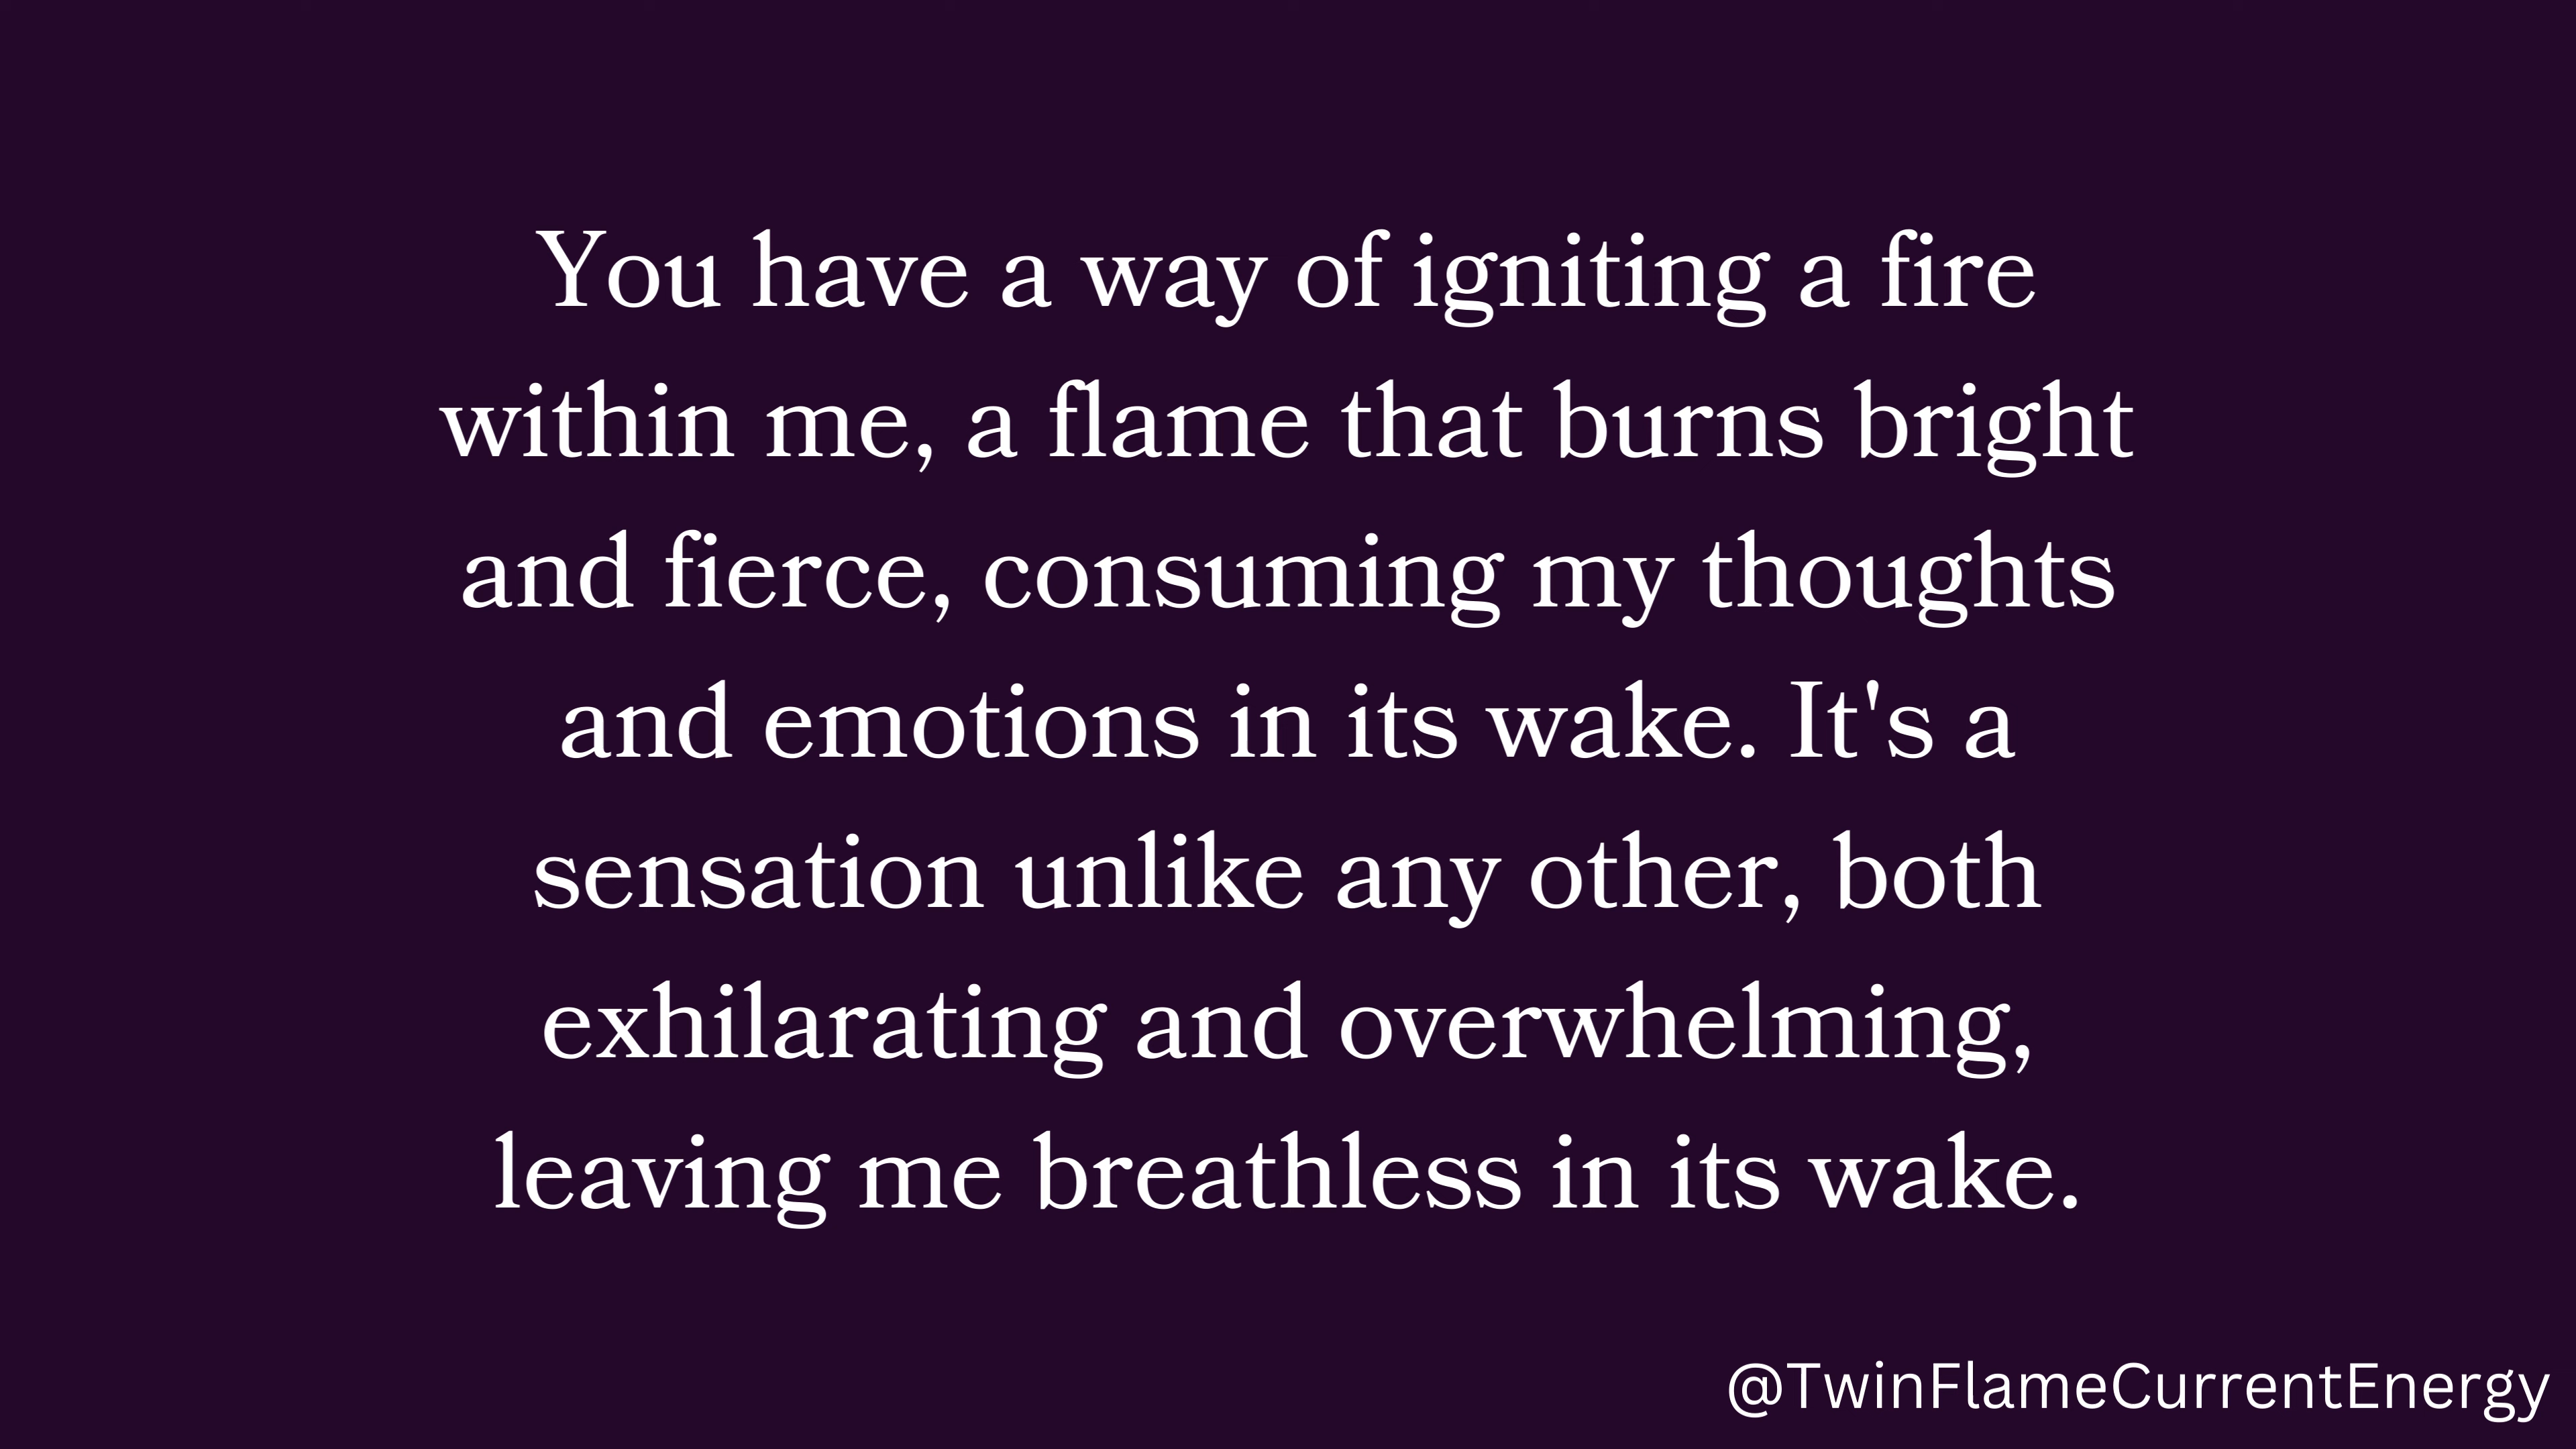 You have a way of igniting a fire
within me, a flame that burns bright
and fierce, consuming my thoughts
and emotions in its wake. It's a
sensation unlike any other, both
exhilarating and overwhelming,
leaving me breathless in its wake.
@TwinFlameCurrentEnergy